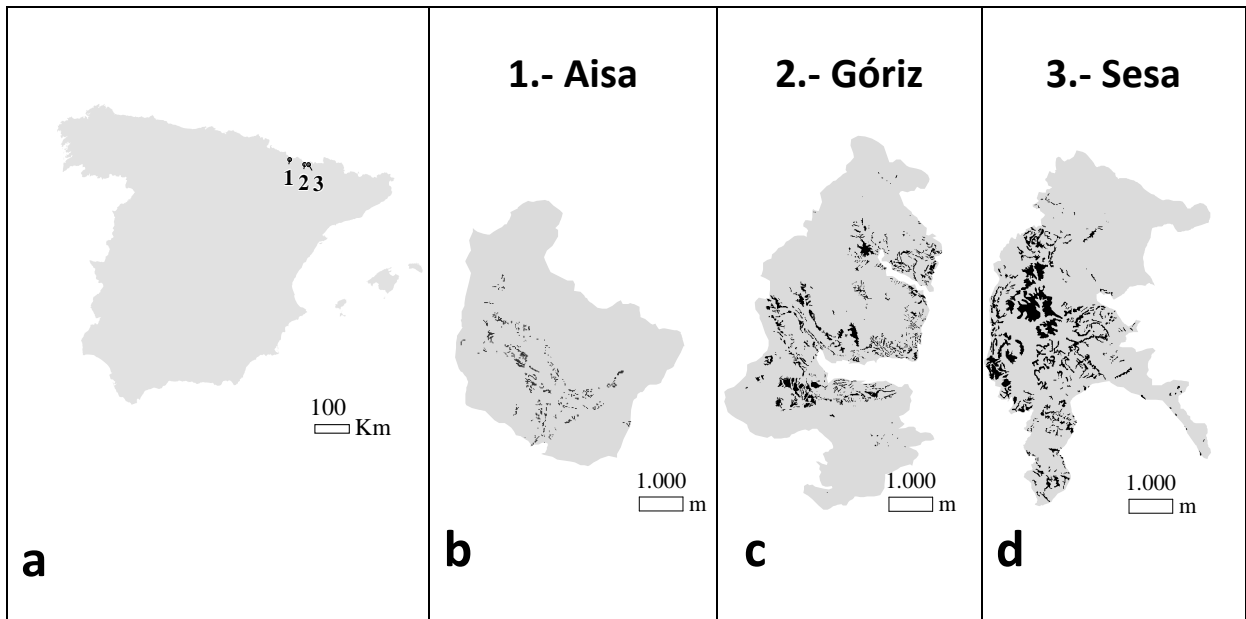 1 2 3
100
Km
a
1.- Aisa
1.000
m
b
2.- Góriz
1.000
m
c
3.- Sesa
1.000
m
d